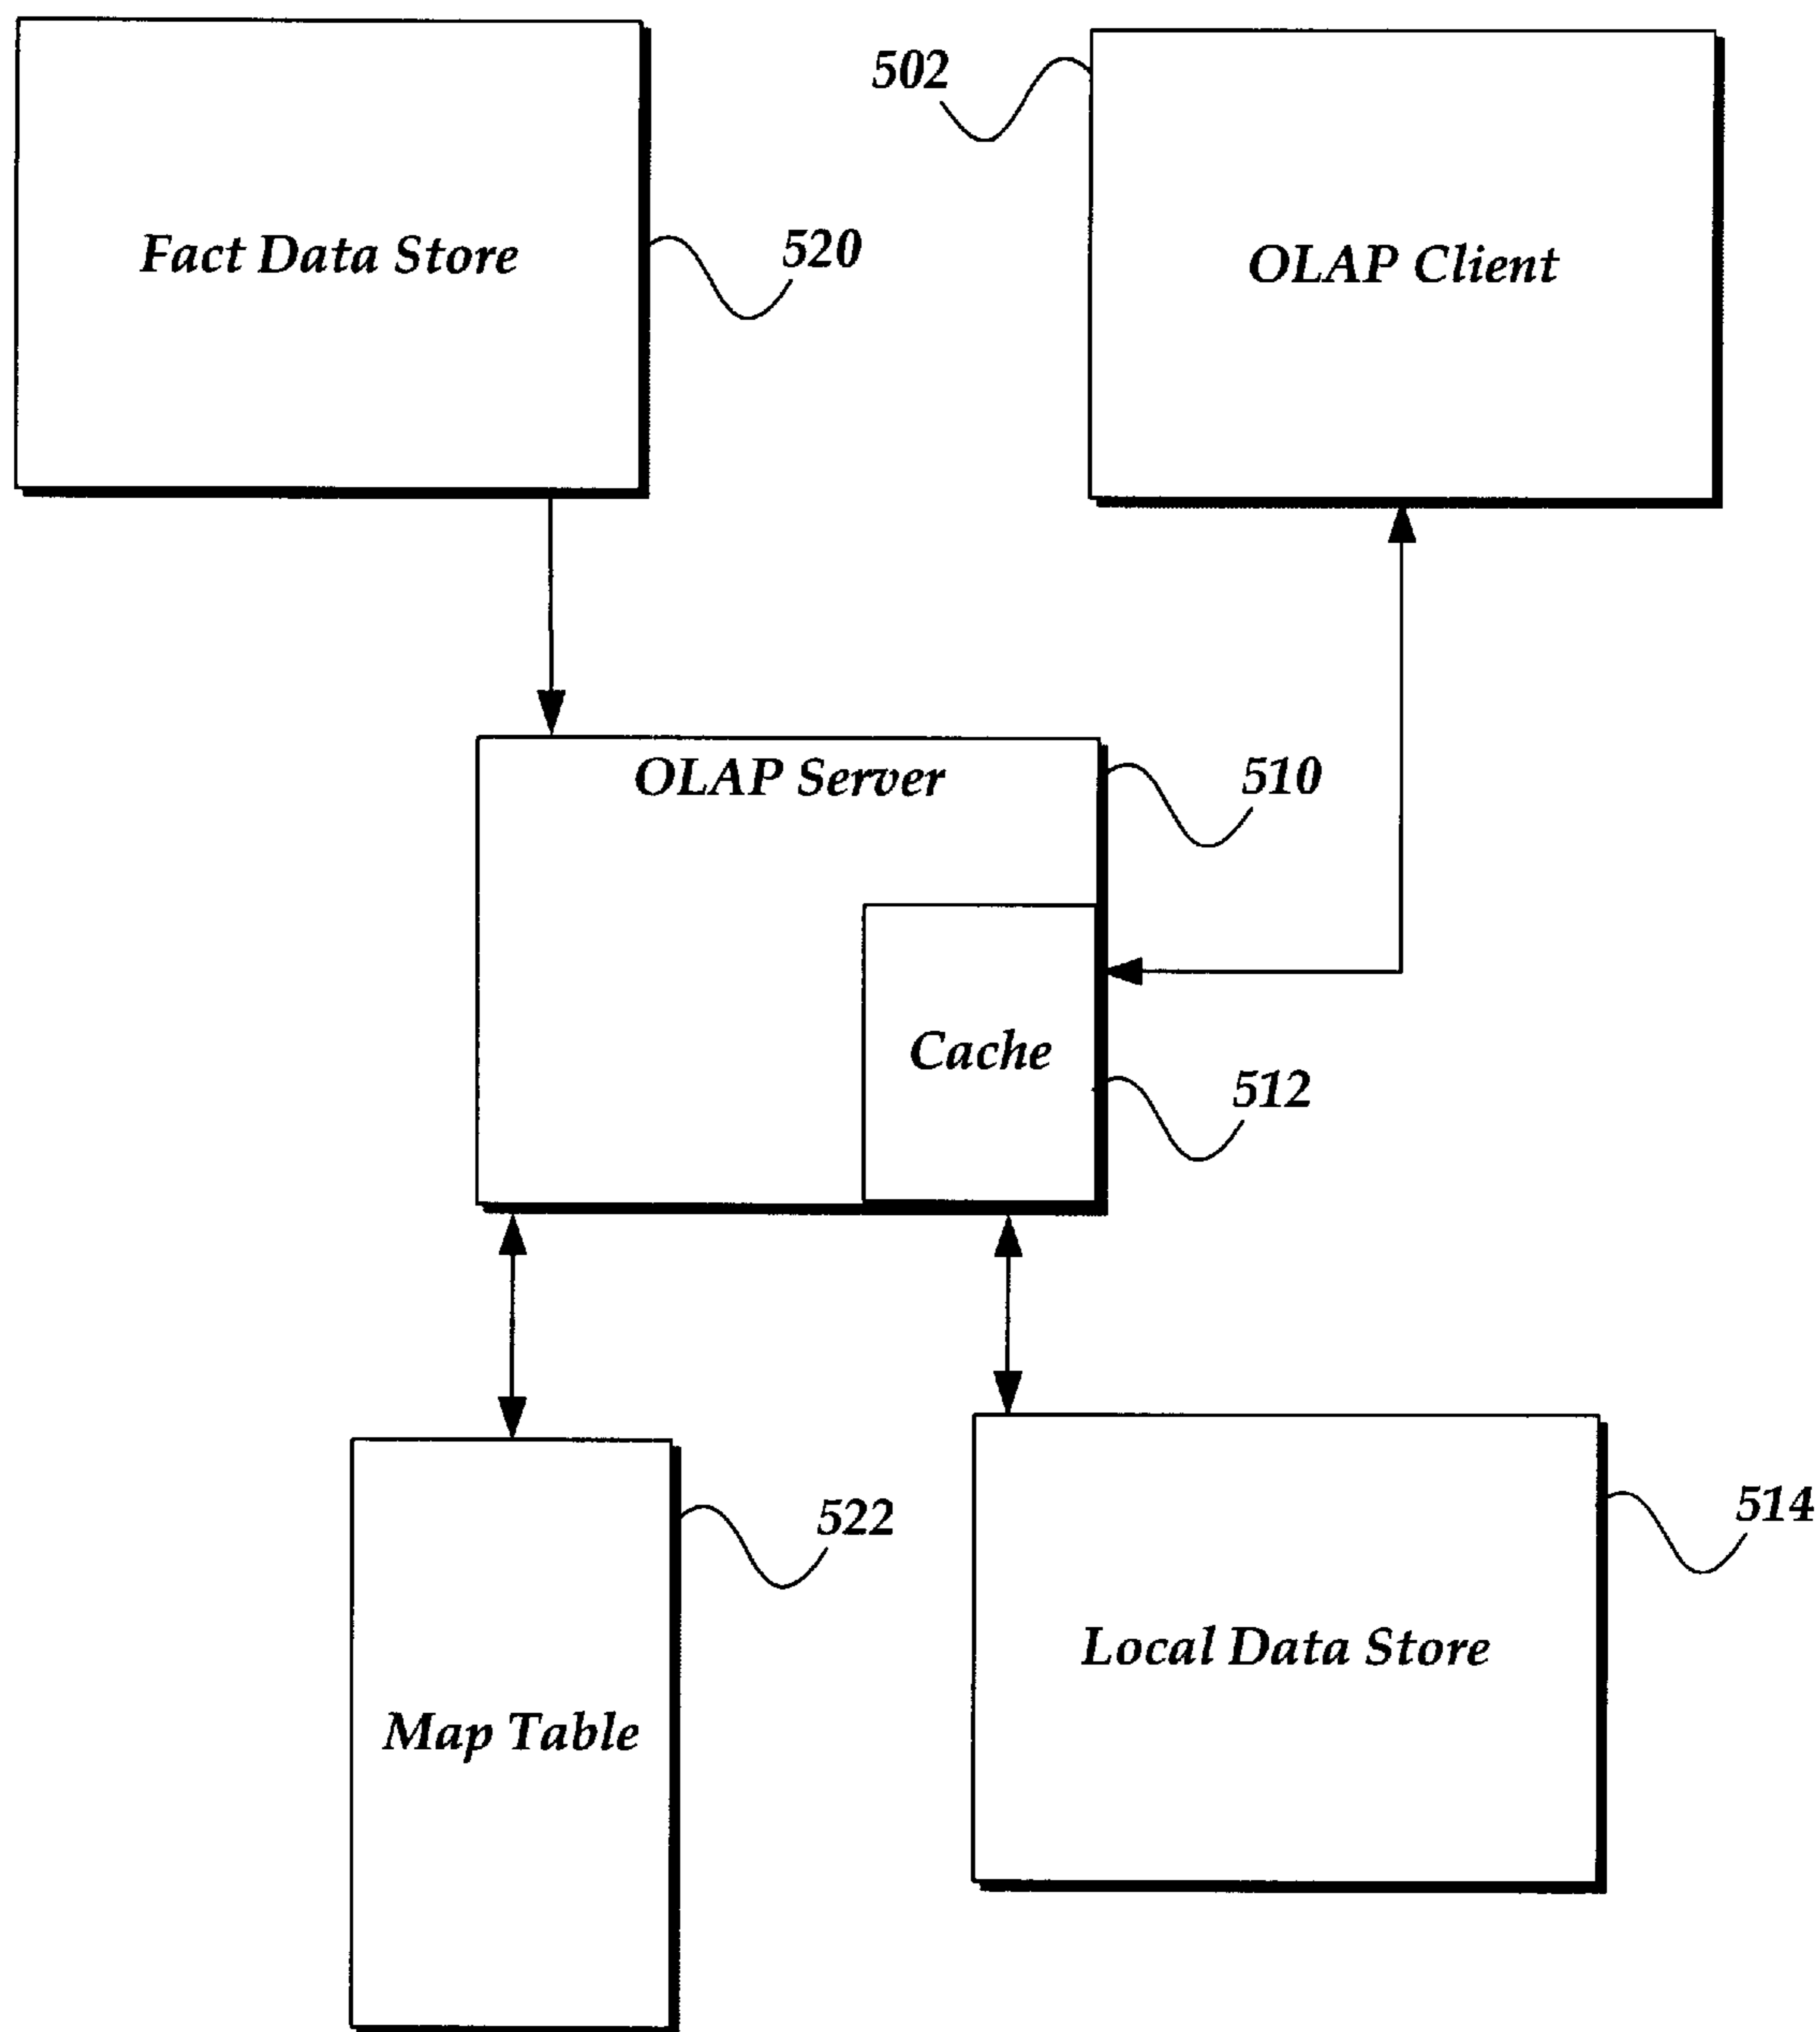 502
Fact Data Store
520
OLAP Client
OLAP Server
510
Cache
512
522
514
Local Data Store
Map Table